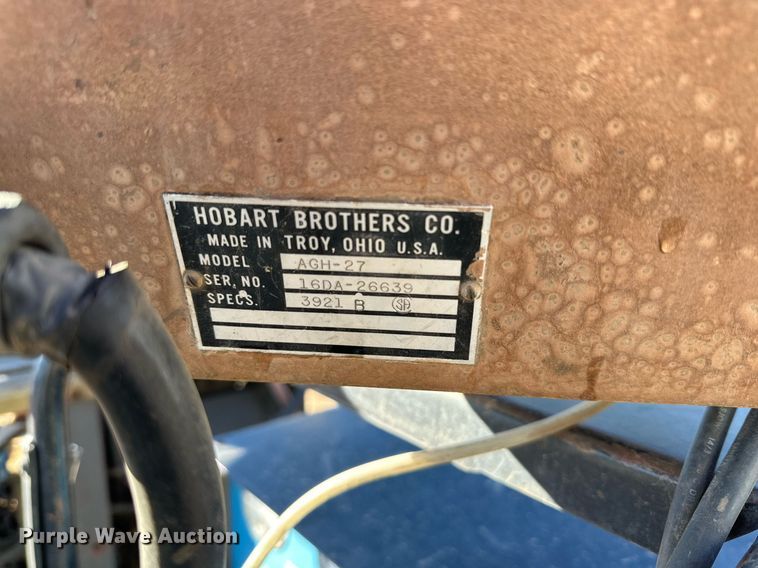 HOBART BROTHERS CO.
MADE IN TROY, OHIO U.S.A.
MODEL AGH-27
SER. NO. 16DA-26639
SPECS. 3921 B SA
Purple Wave Auction